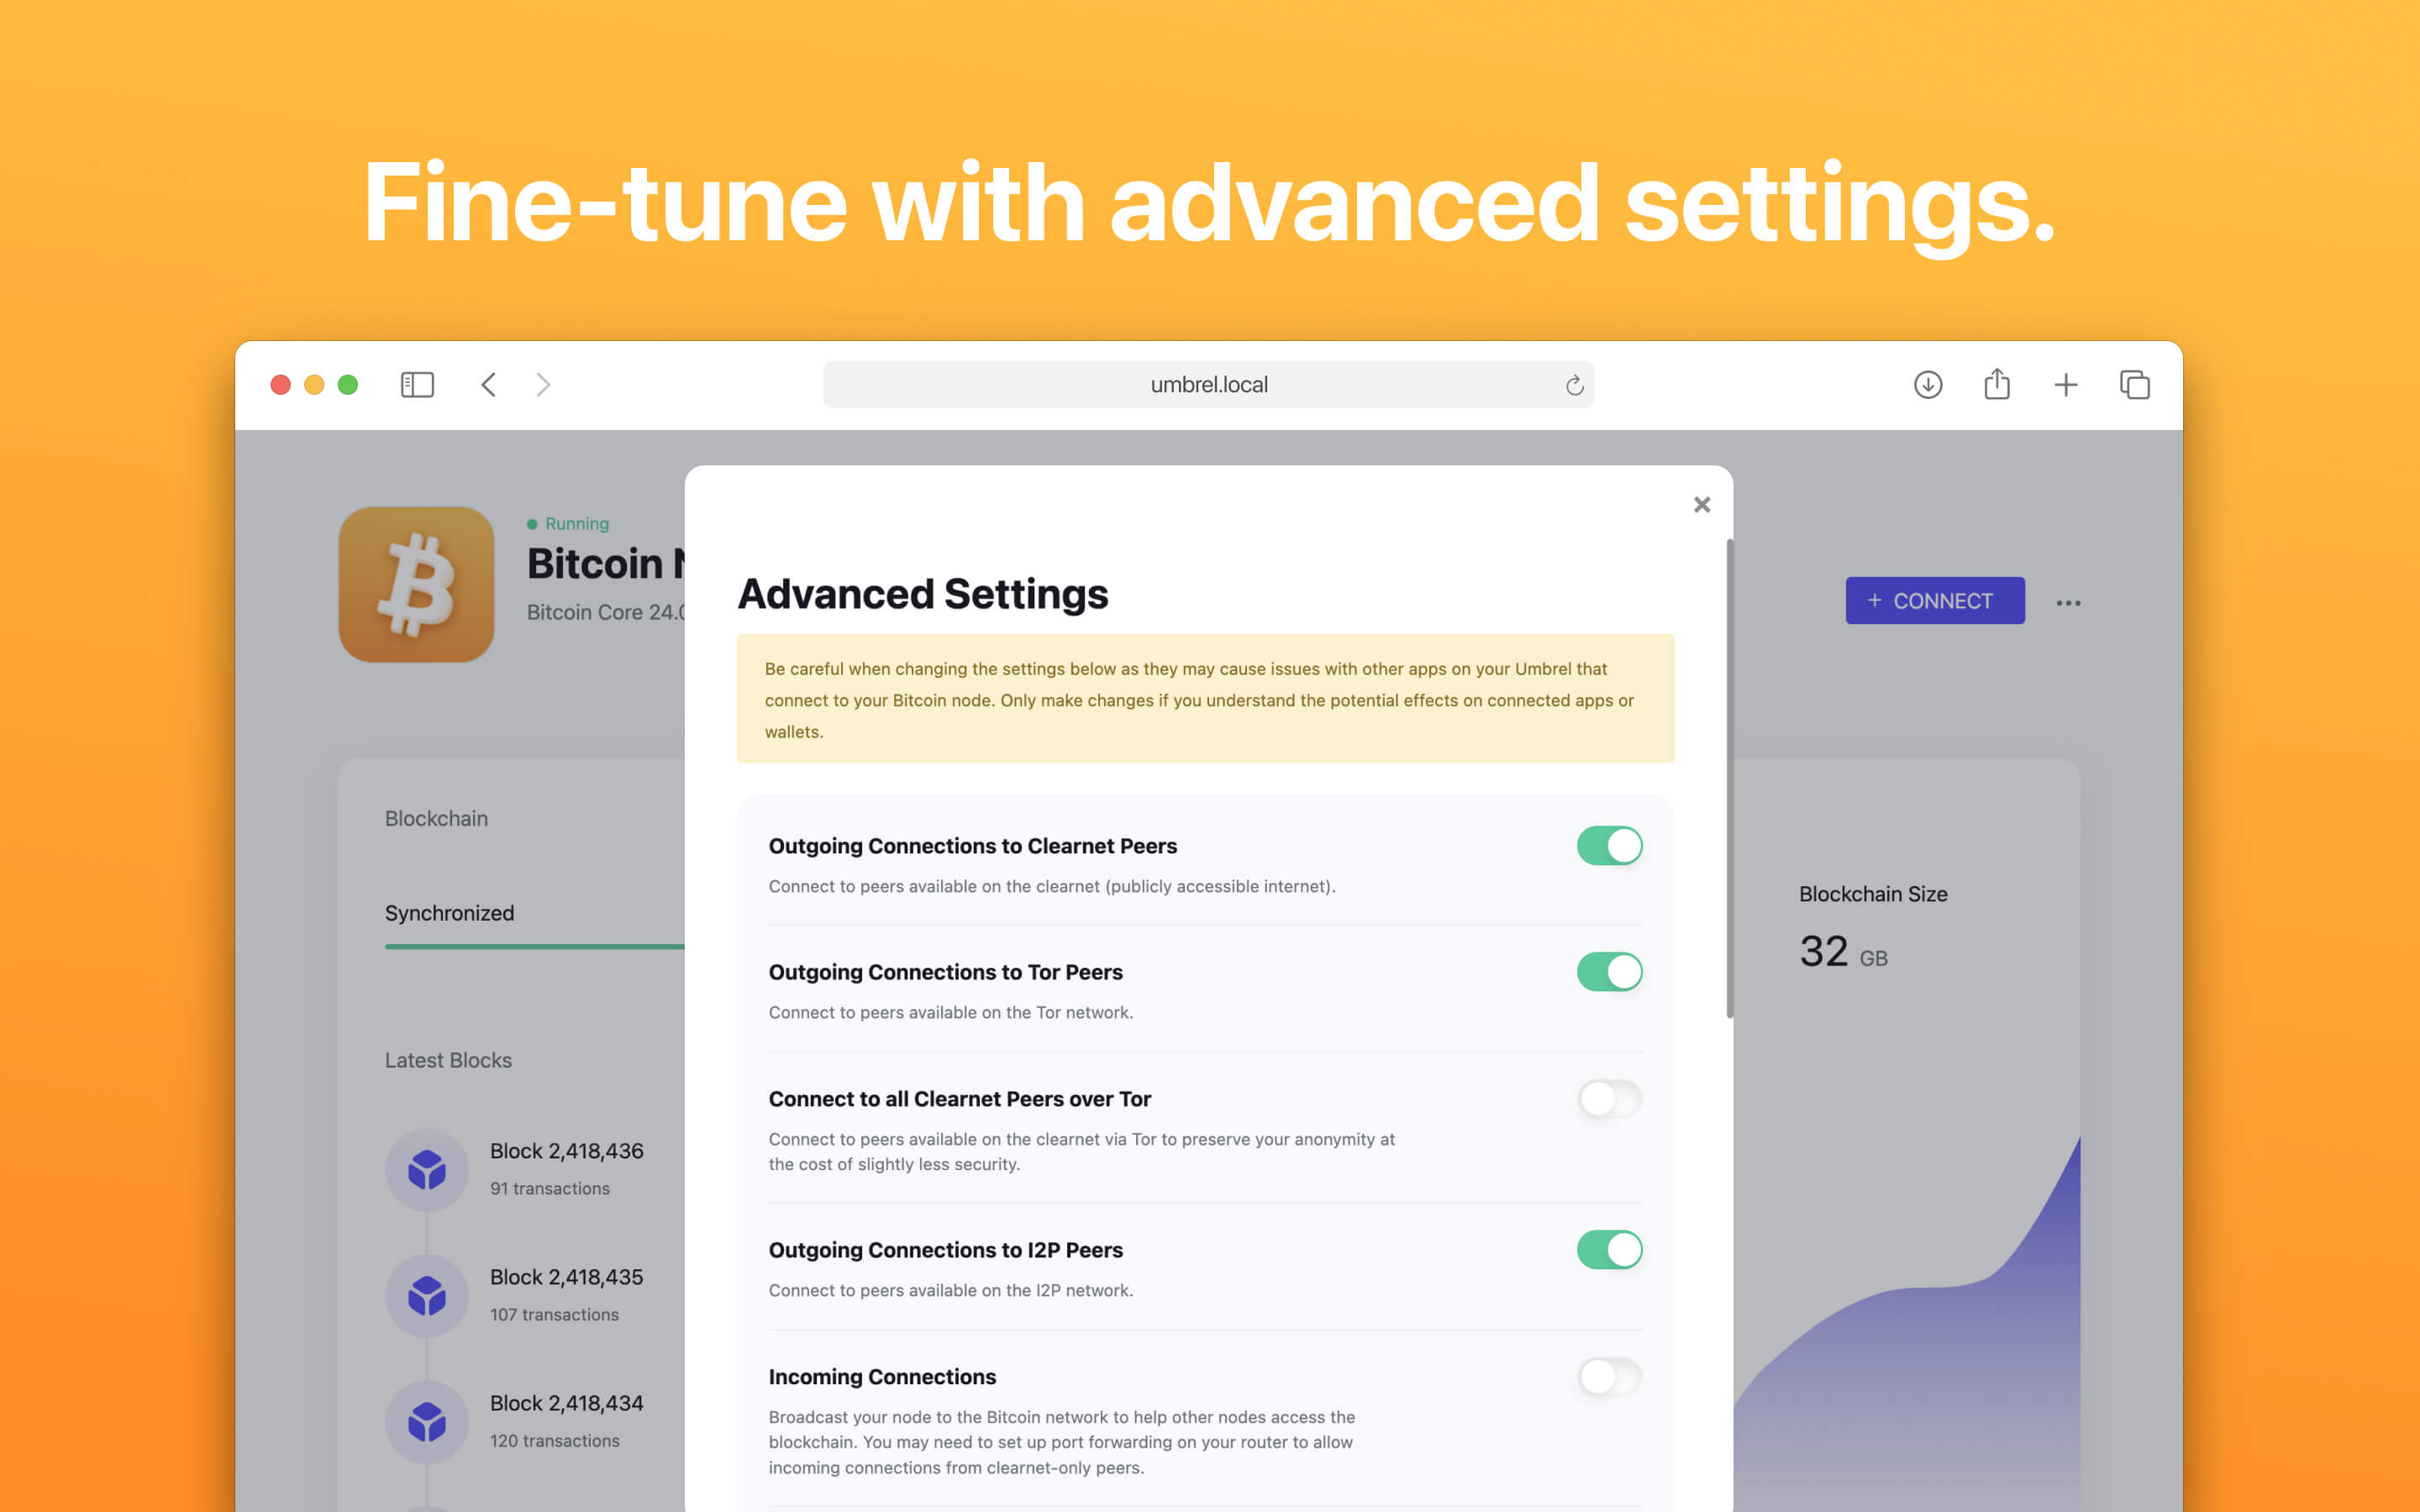 Fine-tune with advanced settings.
umbrel.local
Running
Bitcoin
Bitcoin Core
+ CONNECT
Advanced Settings
Be careful when changing the settings below as they may cause issues with other apps on your Umbrel that
connect to your Bitcoin node. Only make changes if you understand the potential effects on connected apps or
wallets.
Blockchain
Synchronized
Latest Blocks
Block 2,418,436
91 transactions
Block 2,418,435
107 transactions
Block 2,418,434
120 transactions
Outgoing Connections to Clearnet Peers
Connect to peers available on the clearnet (publicly accessible internet).
Outgoing Connections to Tor Peers
Connect to peers available on the Tor network.
Connect to all Clearnet Peers over Tor
Connect to peers available on the clearnet via Tor to preserve your anonymity at
the cost of slightly less security.
Outgoing Connections to I2P Peers
Connect to peers available on the I2P network.
Incoming Connections
Broadcast your node to the Bitcoin network to help other nodes access the
blockchain. You may need to set up port forwarding on your router to allow
incoming connections from clearnet-only peers.
Blockchain Size
32 GB